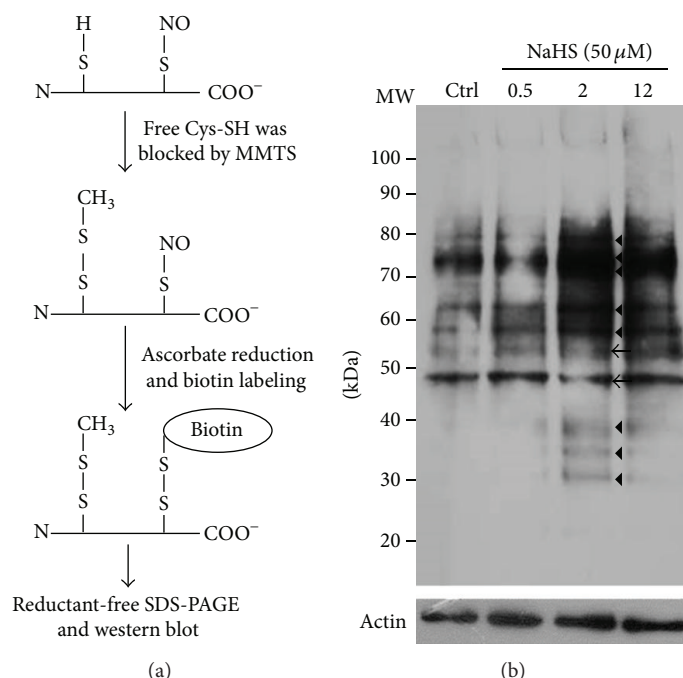 H
S
NO
S
N
COO⁻
Free Cys-SH was
blocked by MMTS
CH₃
S
S
NO
S
N
COO⁻
Ascorbate reduction
and biotin labeling
CH₃
S
S
Biotin
S
S
N
COO⁻
Reductant-free SDS-PAGE
and western blot
(a)
NaHS (50 μM)
MW Ctrl 0.5 2 12
100
90
80
70
60
50
40
30
20
(kDa)
Actin
(b)